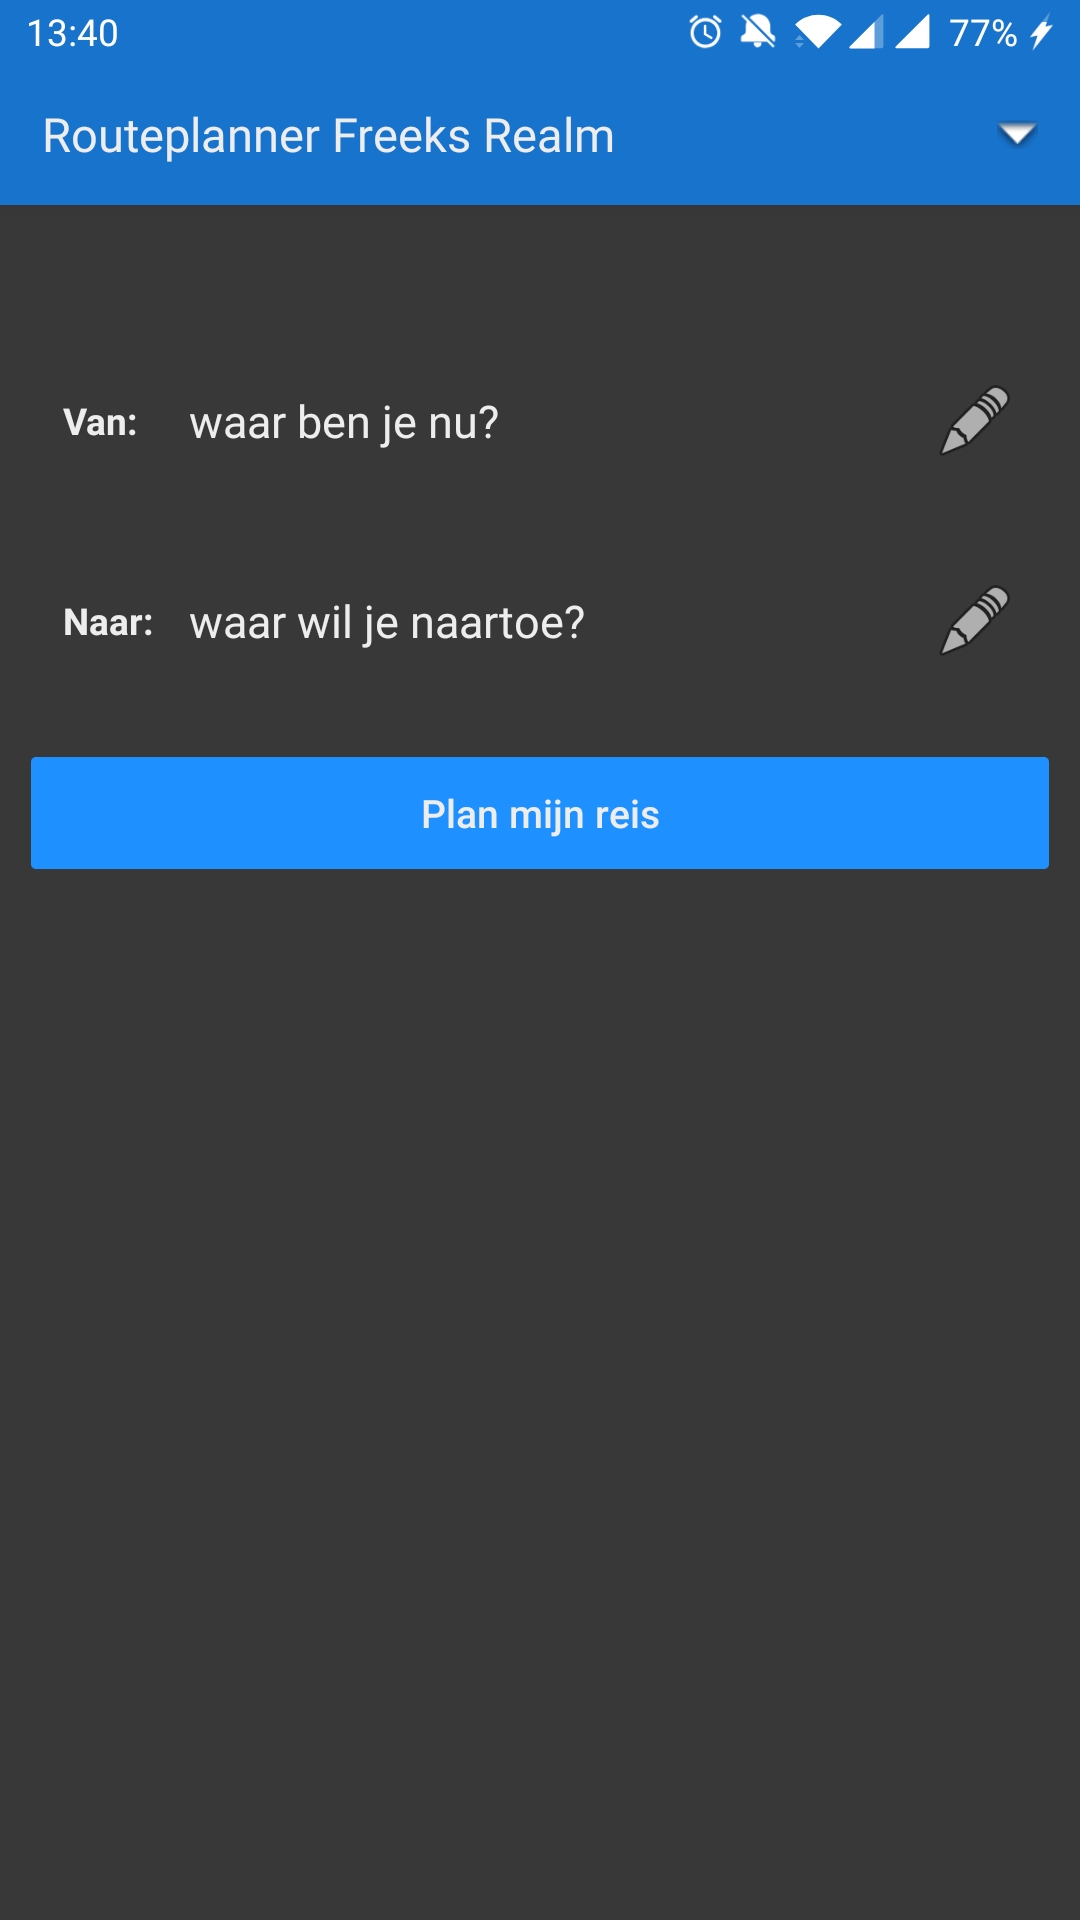 13:40 77%
Routeplanner Freeks Realm
Van: waar ben je nu?
Naar: waar wil je naartoe?
Plan mijn reis